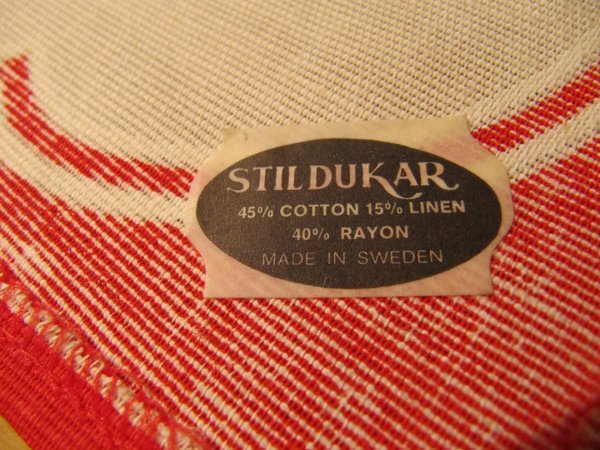 STILDUKAR
45% COTTON 15% LINEN
40% RAYON
MADE IN SWEDEN